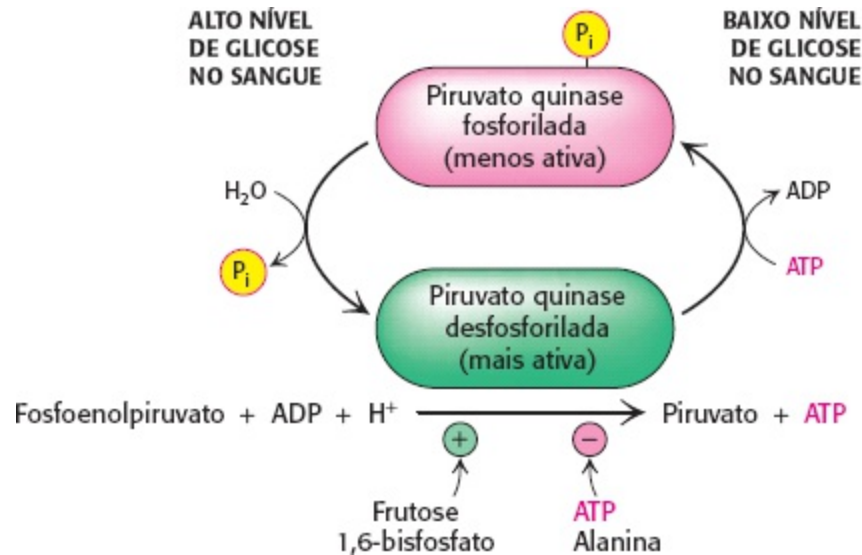 ALTO NÍVEL
DE GLICOSE
NO SANGUE
Pi
BAIXO NÍVEL
DE GLICOSE
NO SANGUE
Piruvato quinase
fosforilada
(menos ativa)
H₂O
Pi
ADP
ATP
Piruvato quinase
desfosforilada
(mais ativa)
Fosfoenolpiruvato + ADP + H⁺ Piruvato + ATP
+
−
Frutose
1,6-bisfosfato
ATP
Alanina